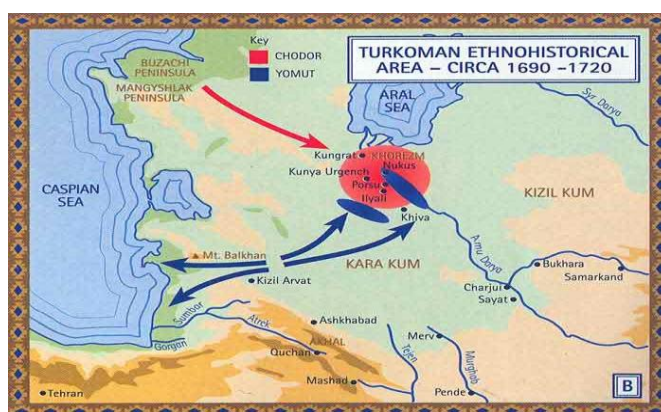 Key
CHODOR
YOMUT
TURKOMAN ETHNOHISTORICAL
AREA – CIRCA 1690 –1720
BUZACHI
PENINSULA
MANGYSHLAK
PENINSULA
ARAL
SEA
Syr Darya
Kungrat
KHOREZM
Nukus
Kunya Urgench
Porsu
Ilyali
Khiva
CASPIAN
SEA
KIZIL KUM
Mt. Balkhan
KARA KUM
Amu Darya
Bukhara
Samarkand
Kizil Arvat
Charjui
Sayat
Sumbar
Atrek
Gorgan
Ashkhabad
AKHAL
Quchan
Merv
Tejen
Murghab
Mashad
Pende
Tehran
B